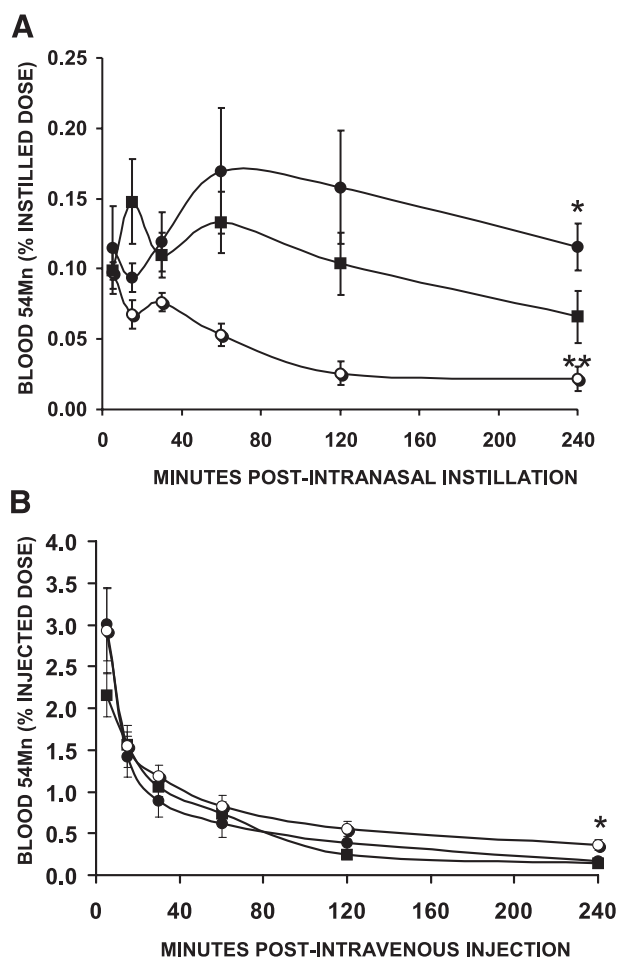 A
BLOOD 54Mn (% INSTILLED DOSE)
0.25
0.20
0.15
0.10
0.05
0.00
*
**
0 40 80 120 160 200 240
MINUTES POST-INTRANASAL INSTILLATION
B
BLOOD 54Mn (% INJECTED DOSE)
4.0
3.5
3.0
2.5
2.0
1.5
1.0
0.5
0.0
*
0 40 80 120 160 200 240
MINUTES POST-INTRAVENOUS INJECTION